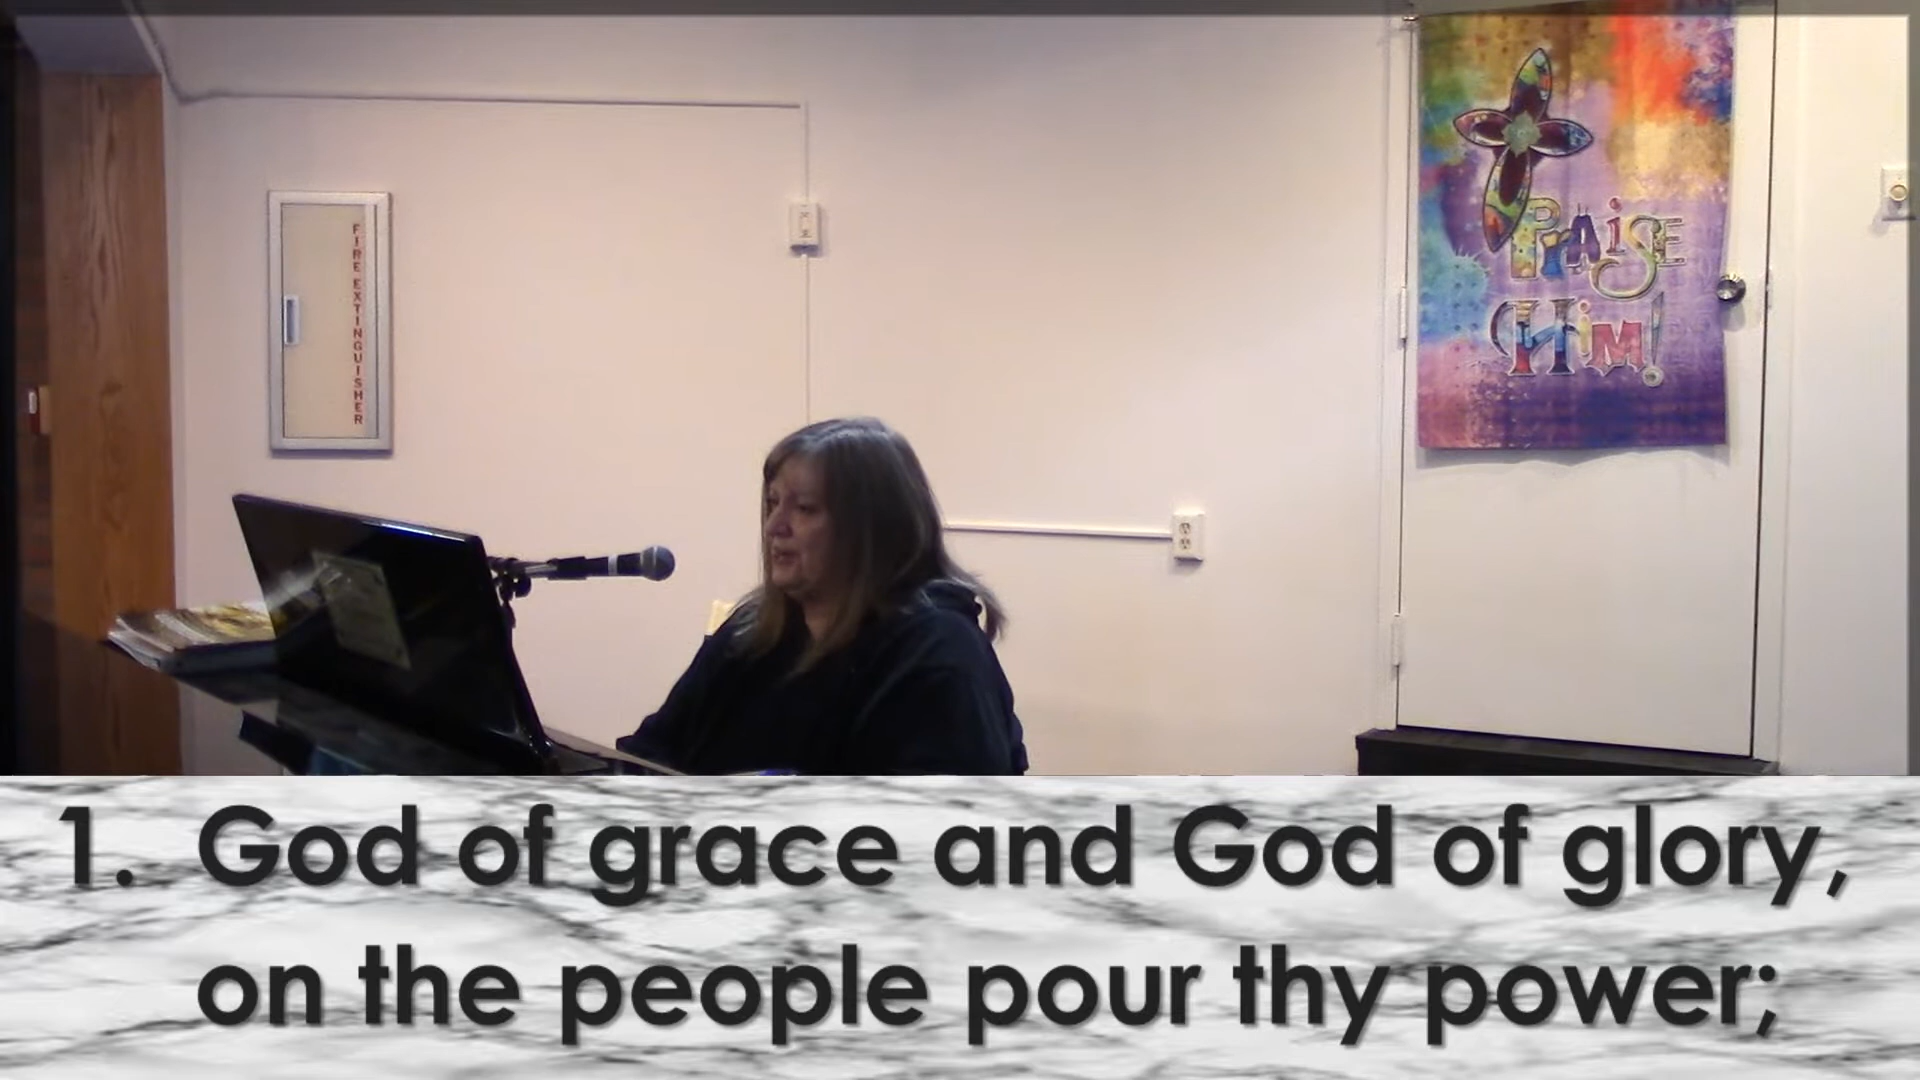 FIRE EXTINGUISHER
PRAiSE
HiM!
1. God of grace and God of glory,
on the people pour thy power;